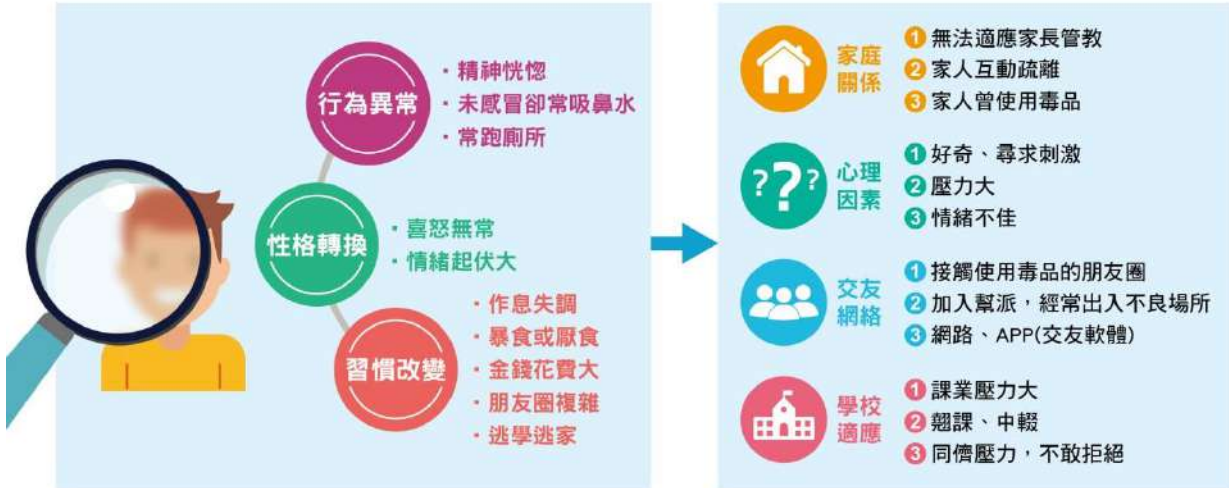 行為異常
・精神恍惚
・未感冒卻常吸鼻水
・常跑廁所
性格轉換
・喜怒無常
・情緒起伏大
習慣改變
・作息失調
・暴食或厭食
・金錢花費大
・朋友圈複雜
・逃學逃家
家庭
關係
1 無法適應家長管教
2 家人互動疏離
3 家人曾使用毒品
???
心理
因素
1 好奇、尋求刺激
2 壓力大
3 情緒不佳
交友
網絡
1 接觸使用毒品的朋友圈
2 加入幫派，經常出入不良場所
3 網路、APP(交友軟體)
學校
適應
1 課業壓力大
2 翹課、中輟
3 同儕壓力，不敢拒絕